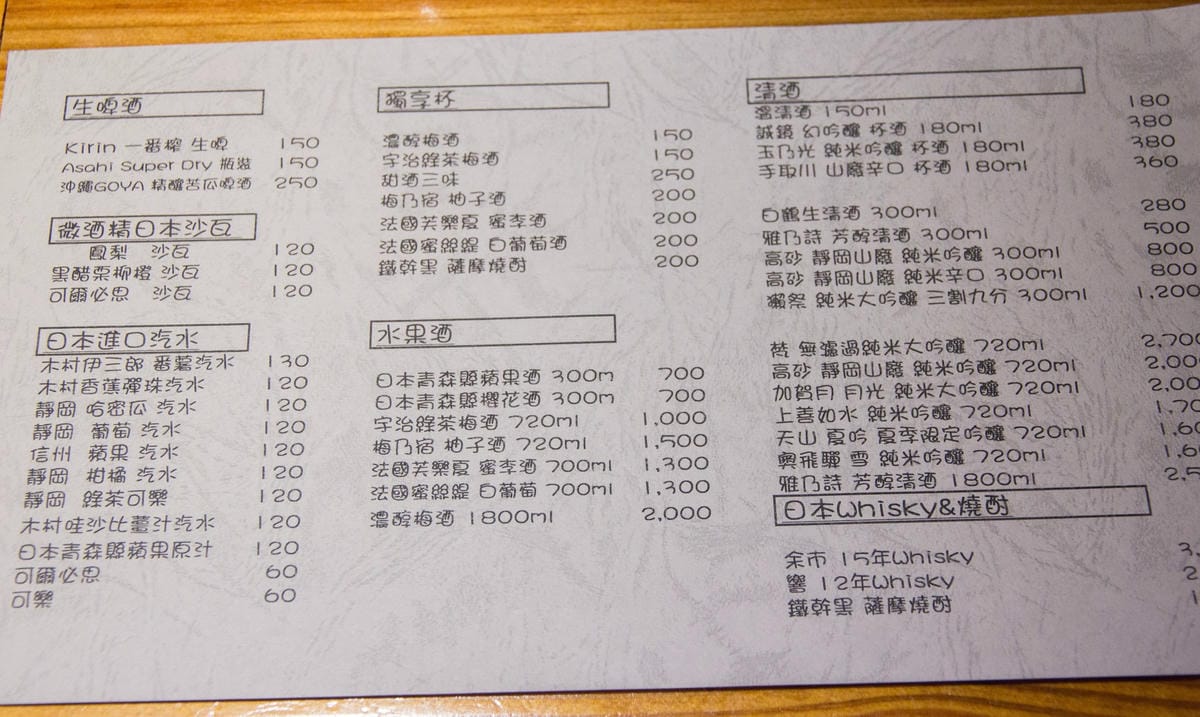 生啤酒
Kirin 一番榨 生啤 150
Asahi Super Dry 瓶裝 150
沖繩GOYA 精釀苦瓜啤酒 250
微酒精日本沙瓦
鳳梨 沙瓦 120
黑醋栗柳橙 沙瓦 120
可爾必思 沙瓦 120
日本進口汽水
木村伊三郎 番薯汽水 130
木村香蕉彈珠汽水 120
靜岡 哈密瓜 汽水 120
靜岡 葡萄 汽水 120
信州 蘋果 汽水 120
靜岡 柑橘 汽水 120
靜岡 綠茶可樂 120
木村哇沙比薑汁汽水 120
日本青森縣蘋果原汁 120
可爾必思 60
可樂 60
獨享杯
濃醇梅酒 150
宇治綠茶梅酒 150
甜酒三味 250
梅乃宿 柚子酒 200
法國芙樂夏 蜜李酒 200
法國蜜絲緹 白葡萄酒 200
鐵幹黑 薩摩燒酎 200
水果酒
日本青森縣蘋果酒 300m 700
日本青森縣櫻花酒 300m 700
宇治綠茶梅酒 720ml 1,000
梅乃宿 柚子酒 720ml 1,500
法國芙樂夏 蜜李酒 700ml 1,300
法國蜜絲緹 白葡萄 700ml 1,300
濃醇梅酒 1800ml 2,000
清酒
溫清酒 150ml 180
誠鏡 幻吟釀 杯酒 180ml 380
玉乃光 純米吟釀 杯酒 180ml 380
手取川 山廢辛口 杯酒 180ml 360
白鶴生清酒 300ml 280
雅乃詩 芳醇清酒 300ml 500
高砂 靜岡山廢 純米吟釀 300ml 800
高砂 靜岡山廢 純米辛口 300ml 800
獺祭 純米大吟釀 三割九分 300ml 1,200
梵 無濾過純米大吟釀 720ml 2,700
高砂 靜岡山廢 純米吟釀 720ml 2,00
加賀月 月光 純米大吟釀 720ml 2,00
上善如水 純米吟釀 720ml 1,70
天山 夏吟 夏季限定吟釀 720ml 1,60
奧飛驒 雪 純米吟釀 720ml 1,6
雅乃詩 芳醇清酒 1800ml 2,5
日本Whisky&燒酎
余市 15年Whisky 3,
響 12年Whisky 2
鐵幹黑 薩摩燒酎 1